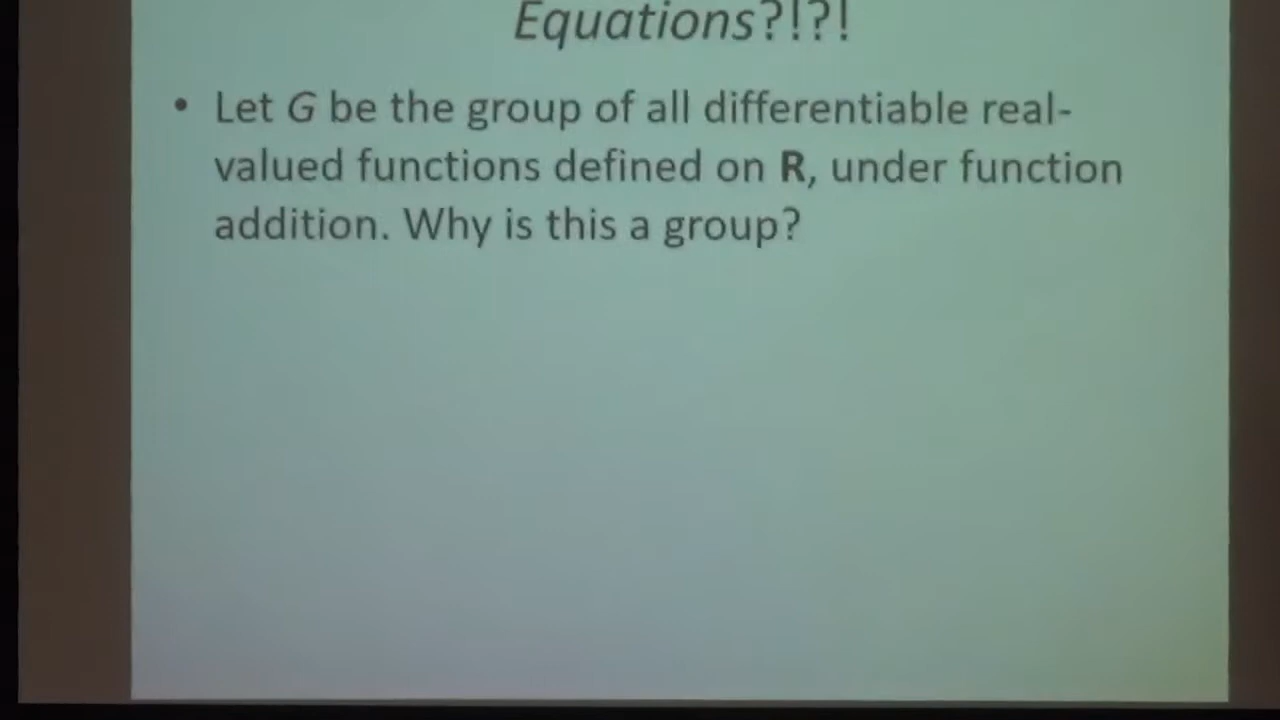 Equations?!?!
• Let G be the group of all differentiable real-
valued functions defined on R, under function
addition. Why is this a group?